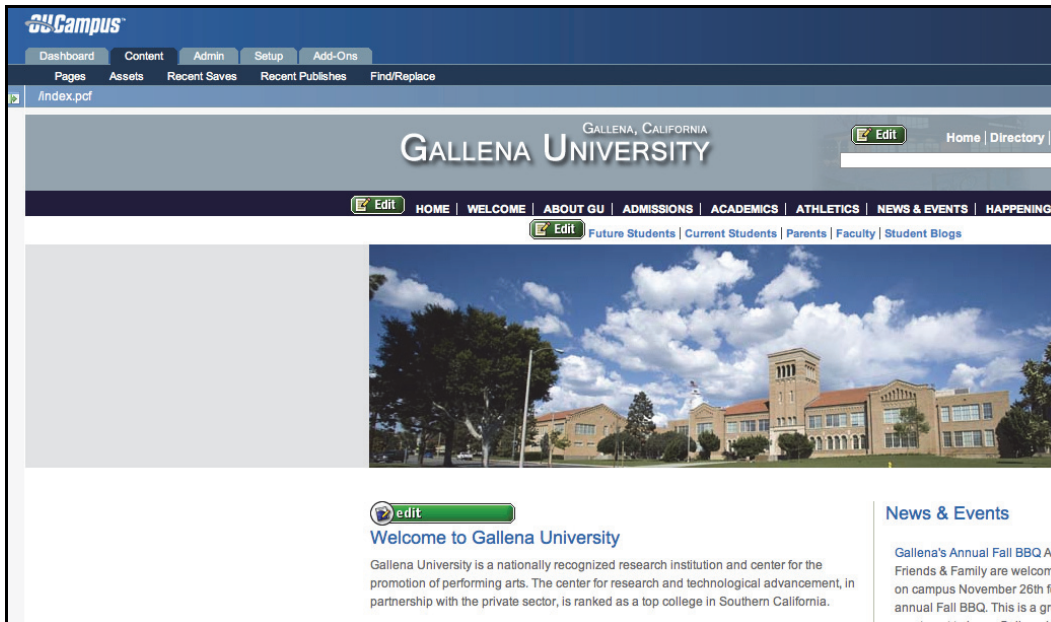 OUCampus™
Dashboard Content Admin Setup Add-Ons
Pages Assets Recent Saves Recent Publishes Find/Replace
/index.pcf
GALLENA, CALIFORNIA
GALLENA UNIVERSITY
Edit Home | Directory |
Edit HOME | WELCOME | ABOUT GU | ADMISSIONS | ACADEMICS | ATHLETICS | NEWS & EVENTS | HAPPENING
Edit Future Students | Current Students | Parents | Faculty | Student Blogs
edit
Welcome to Gallena University
Gallena University is a nationally recognized research institution and center for the
promotion of performing arts. The center for research and technological advancement, in
partnership with the private sector, is ranked as a top college in Southern California.
News & Events
Gallena's Annual Fall BBQ A
Friends & Family are welcom
on campus November 26th f
annual Fall BBQ. This is a gr